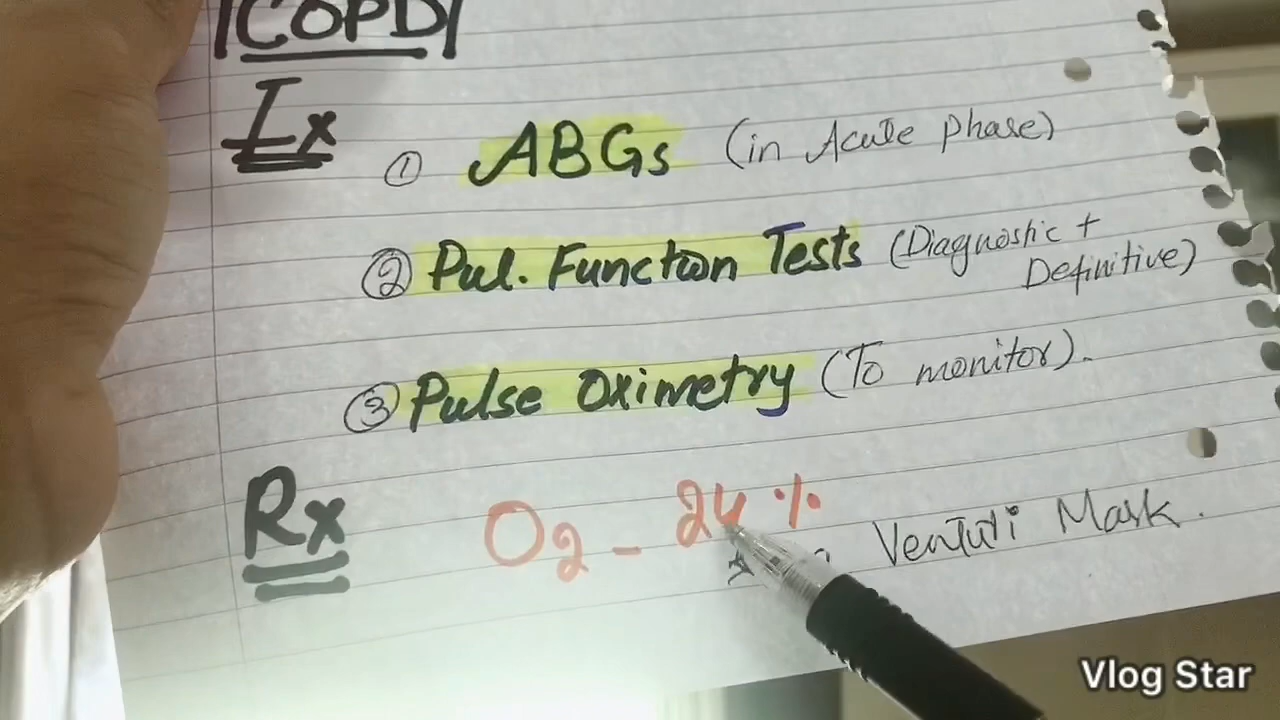 COPD
Ix
① ABGs (in Acute phase)
② Pul. Function Tests (Diagnostic +
Definitive)
③ Pulse Oximetry (To monitor).
Rx O2 - 24 % Venturi Mask.
Vlog Star